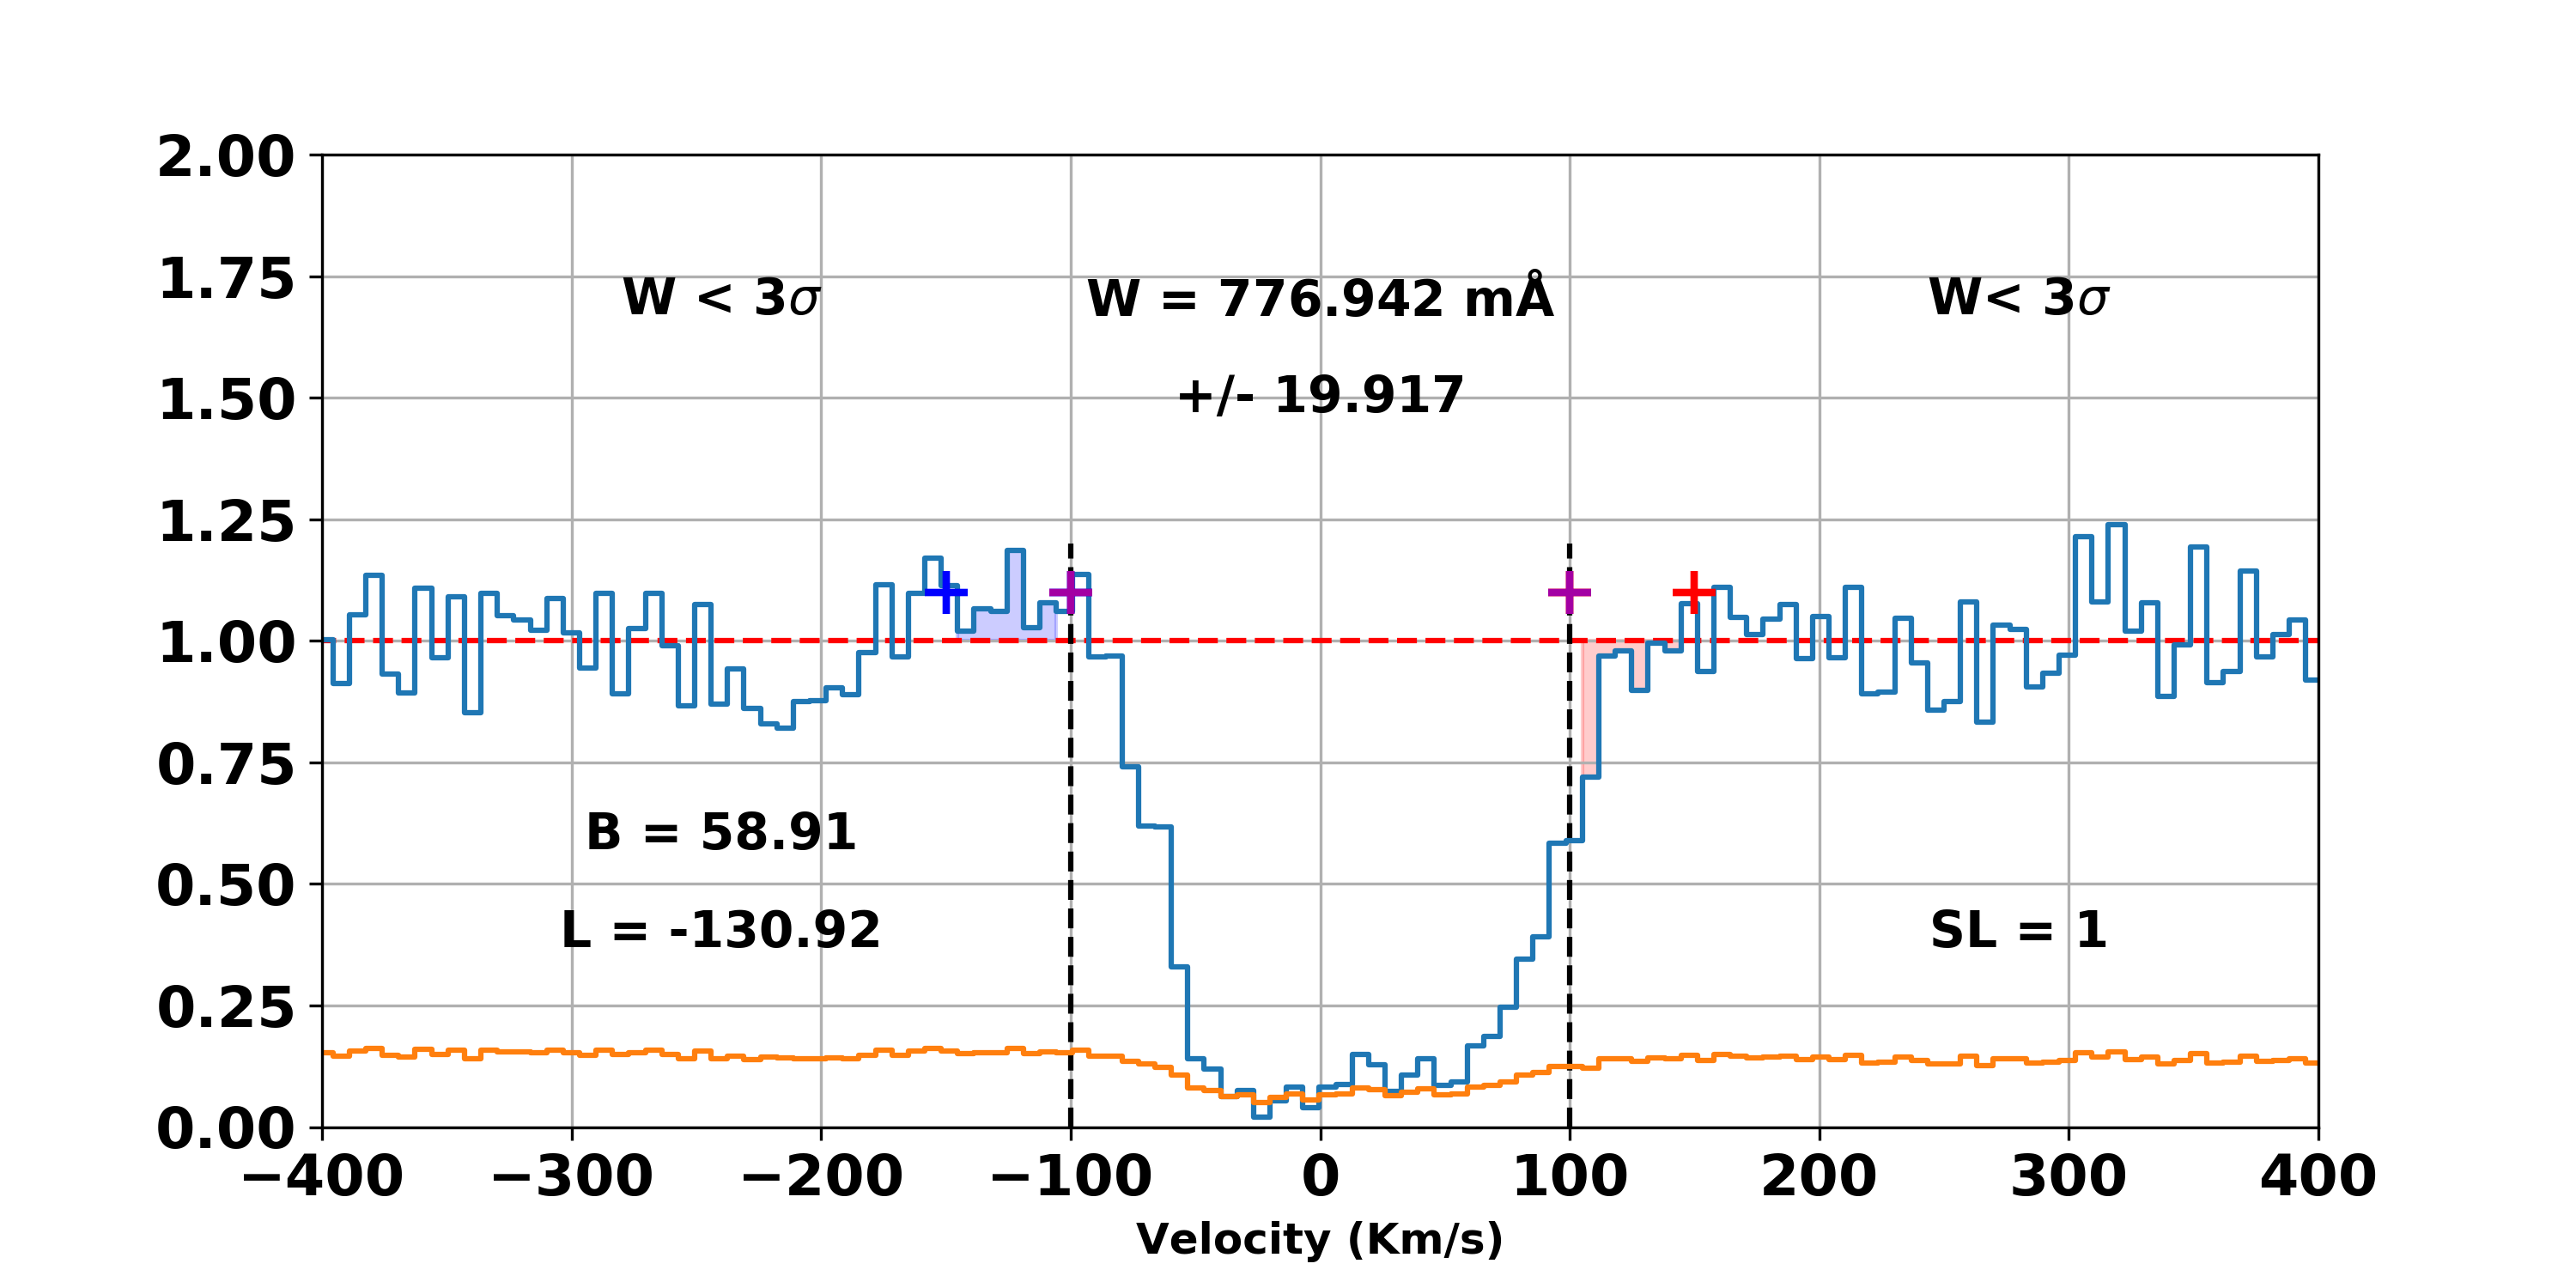 2.00
1.75
W < 3σ
W = 776.942 mÅ
W< 3σ
1.50
+/- 19.917
1.25
1.00
0.75
B = 58.91
0.50
L = -130.92
SL = 1
0.25
0.00
−400 −300 −200 −100 0 100 200 300 400
Velocity (Km/s)